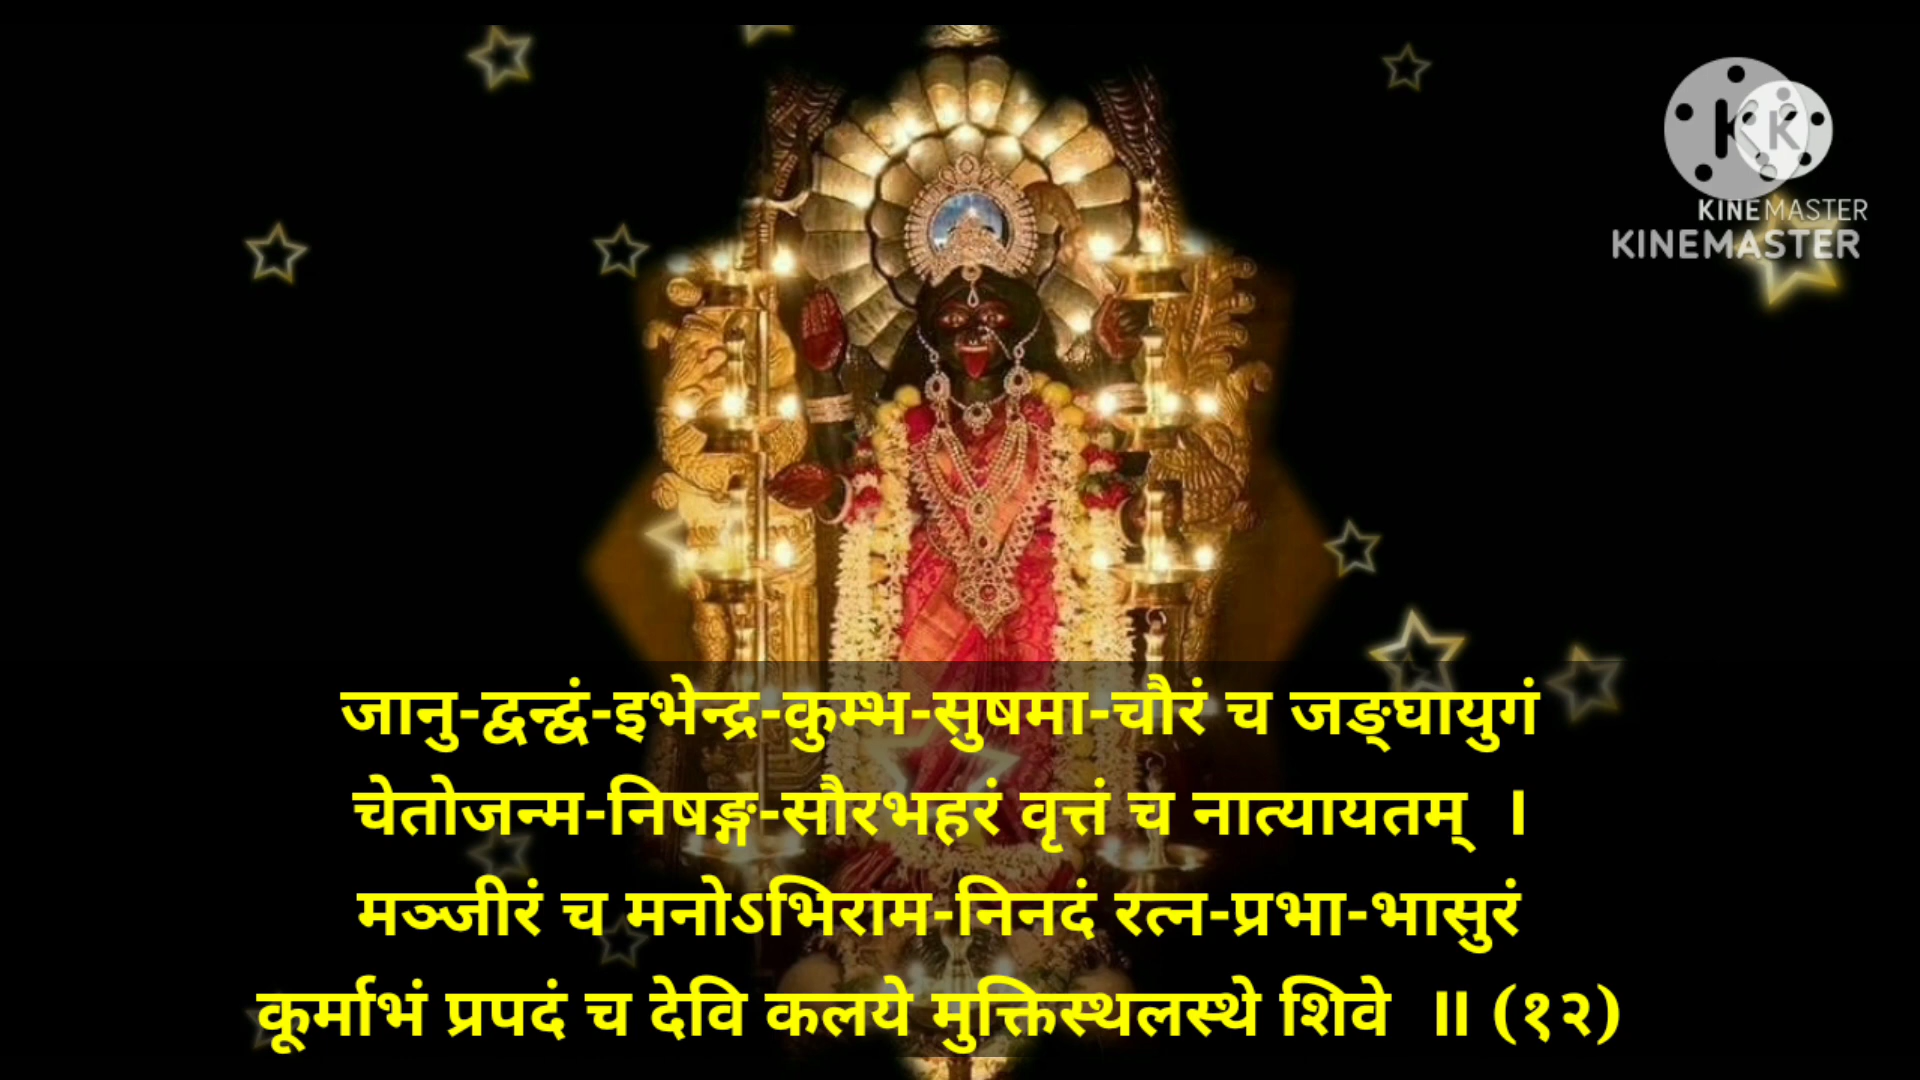 K
K
KINEMASTER
KINEMASTER
जानु-द्वन्द्वं-इभेन्द्र-कुम्भ-सुषमा-चौरं च जङ्घायुगं
चेतोजन्म-निषङ्ग-सौरभहरं वृत्तं च नात्यायतम् ।
मञ्जीरं च मनोऽभिराम-निनदं रत्न-प्रभा-भासुरं
कूर्माभं प्रपदं च देवि कलये मुक्तिस्थलस्थे शिवे ॥ (१२)